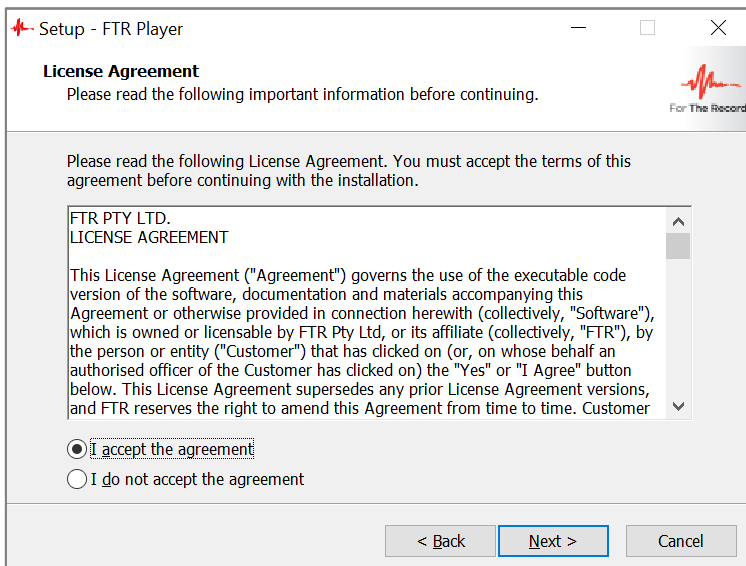 Setup - FTR Player
License Agreement
Please read the following important information before continuing.
For The Record
Please read the following License Agreement. You must accept the terms of this
agreement before continuing with the installation.
FTR PTY LTD.
LICENSE AGREEMENT
This License Agreement ("Agreement") governs the use of the executable code
version of the software, documentation and materials accompanying this
Agreement or otherwise provided in connection herewith (collectively, "Software"),
which is owned or licensable by FTR Pty Ltd, or its affiliate (collectively, "FTR"), by
the person or entity ("Customer") that has clicked on (or, on whose behalf an
authorised officer of the Customer has clicked on) the "Yes" or "I Agree" button
below. This License Agreement supersedes any prior License Agreement versions,
and FTR reserves the right to amend this Agreement from time to time. Customer
I accept the agreement
I do not accept the agreement
< Back
Next >
Cancel